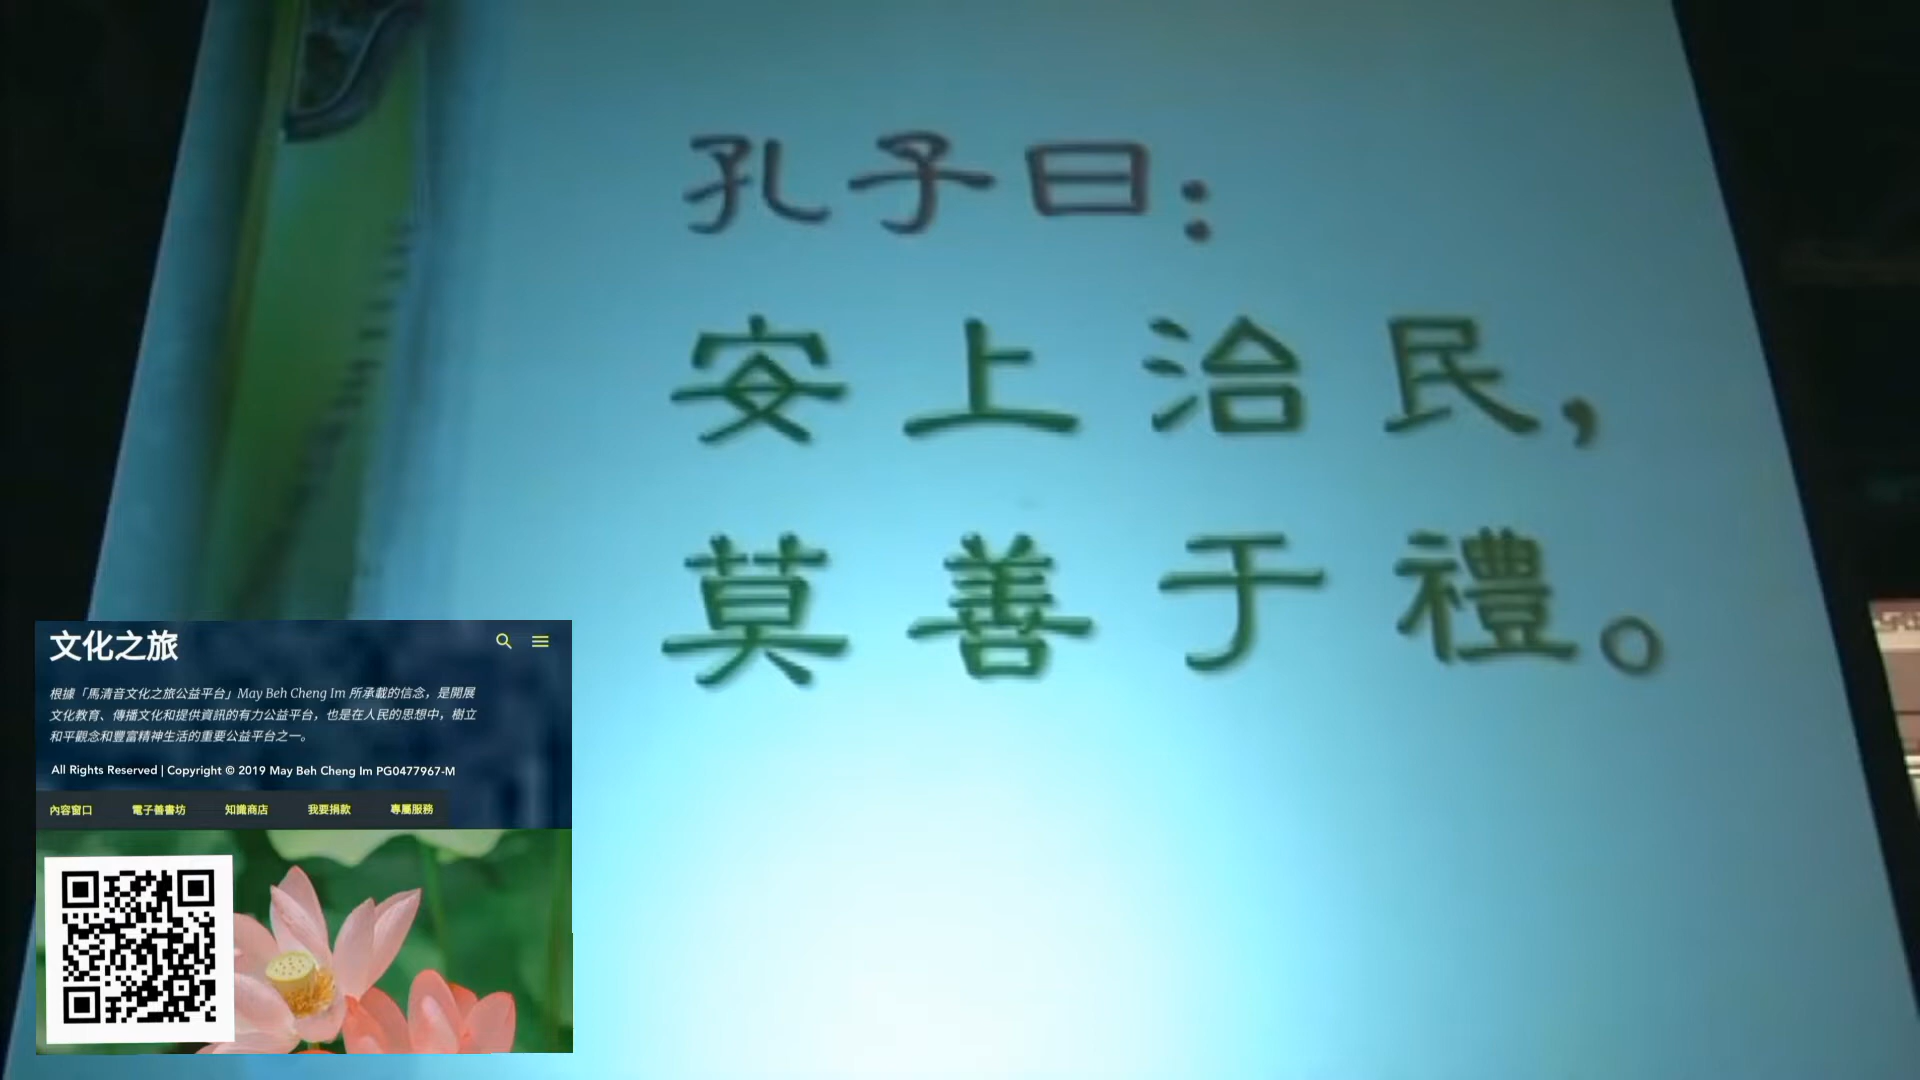 孔子曰：
安上治民，
莫善于禮。
文化之旅
根據「馬清音文化之旅公益平台」May Beh Cheng Im 所承載的信念，是開展
文化教育、傳播文化和提供資訊的有力公益平台，也是在人民的思想中，樹立
和平觀念和豐富精神生活的重要公益平台之一。
All Rights Reserved | Copyright © 2019 May Beh Cheng Im PG0477967-M
內容窗口 電子善書坊 知識商店 我要捐款 專屬服務